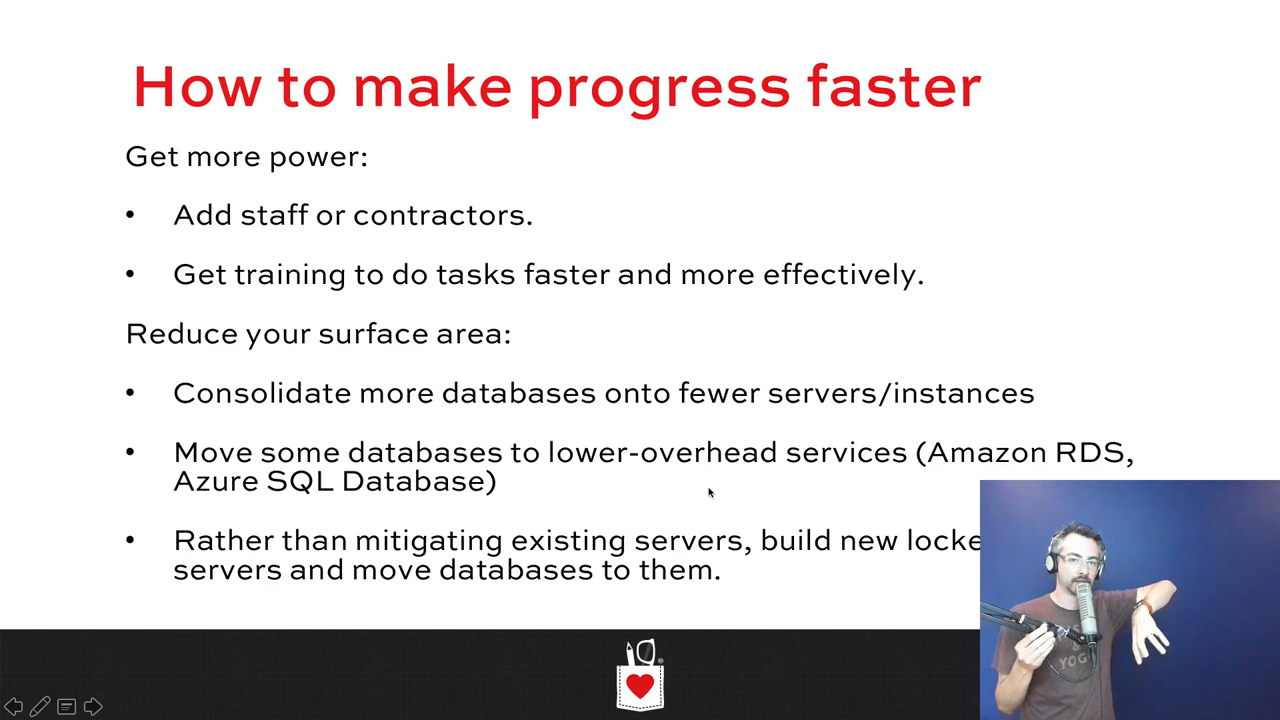 How to make progress faster
Get more power:
• Add staff or contractors.
• Get training to do tasks faster and more effectively.
Reduce your surface area:
• Consolidate more databases onto fewer servers/instances
• Move some databases to lower-overhead services (Amazon RDS,
Azure SQL Database)
• Rather than mitigating existing servers, build new
servers and move databases to them.
YOG